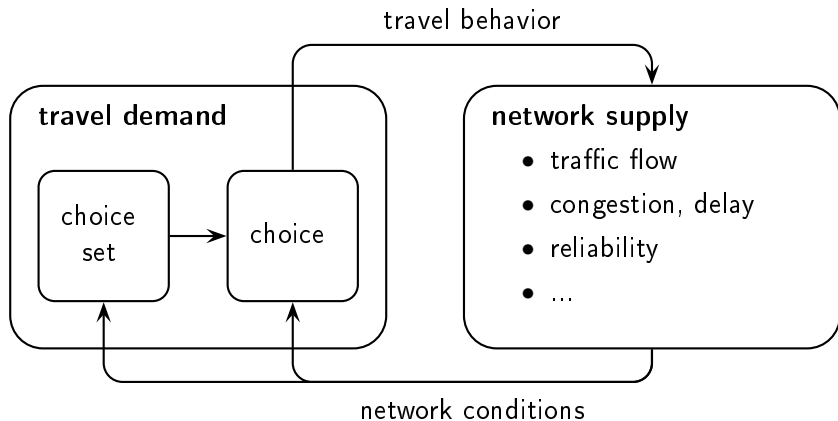 travel behavior
travel demand
choice
set
choice
network supply
• traffic flow
• congestion, delay
• reliability
• ...
network conditions